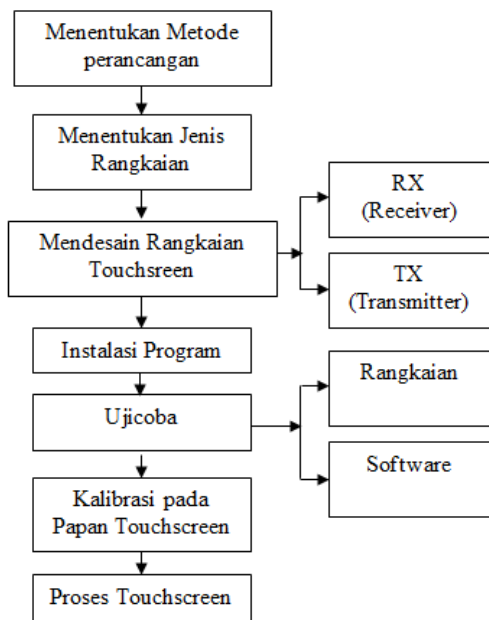 Menentukan Metode
perancangan
Menentukan Jenis
Rangkaian
RX
(Receiver)
Mendesain Rangkaian
Touchsreen
TX
(Transmitter)
Instalasi Program
Rangkaian
Ujicoba
Software
Kalibrasi pada
Papan Touchscreen
Proses Touchscreen